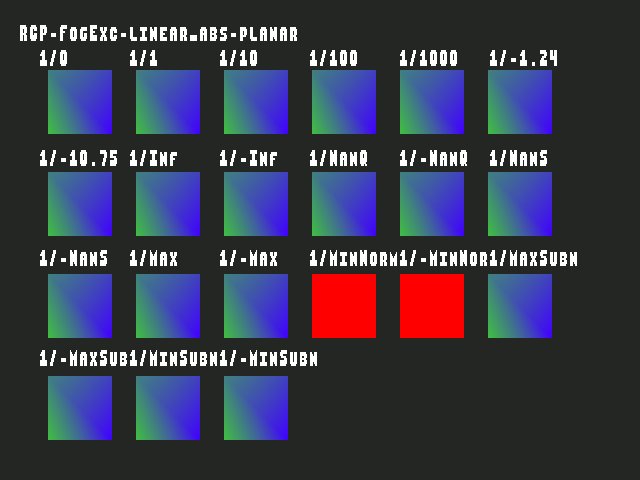 RCP-FogExc-linear_abs-planar
1/0 1/1 1/10 1/100 1/1000 1/-1.24
1/-10.75 1/Inf 1/-Inf 1/NanQ 1/-NanQ 1/NanS
1/-NanS 1/Max 1/-Max 1/MinNorm1/-MinNor1/MaxSubN
1/-MaxSub1/MinSubN1/-MinSubN